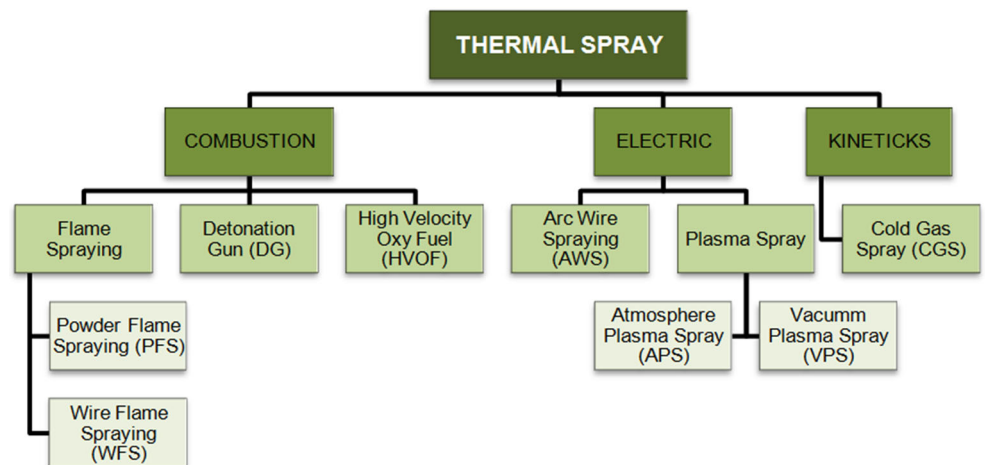 THERMAL SPRAY
COMBUSTION
ELECTRIC
KINETICKS
Flame
Spraying
Detonation
Gun (DG)
High Velocity
Oxy Fuel
(HVOF)
Arc Wire
Spraying
(AWS)
Plasma Spray
Cold Gas
Spray (CGS)
Powder Flame
Spraying (PFS)
Atmosphere
Plasma Spray
(APS)
Vacumm
Plasma Spray
(VPS)
Wire Flame
Spraying
(WFS)